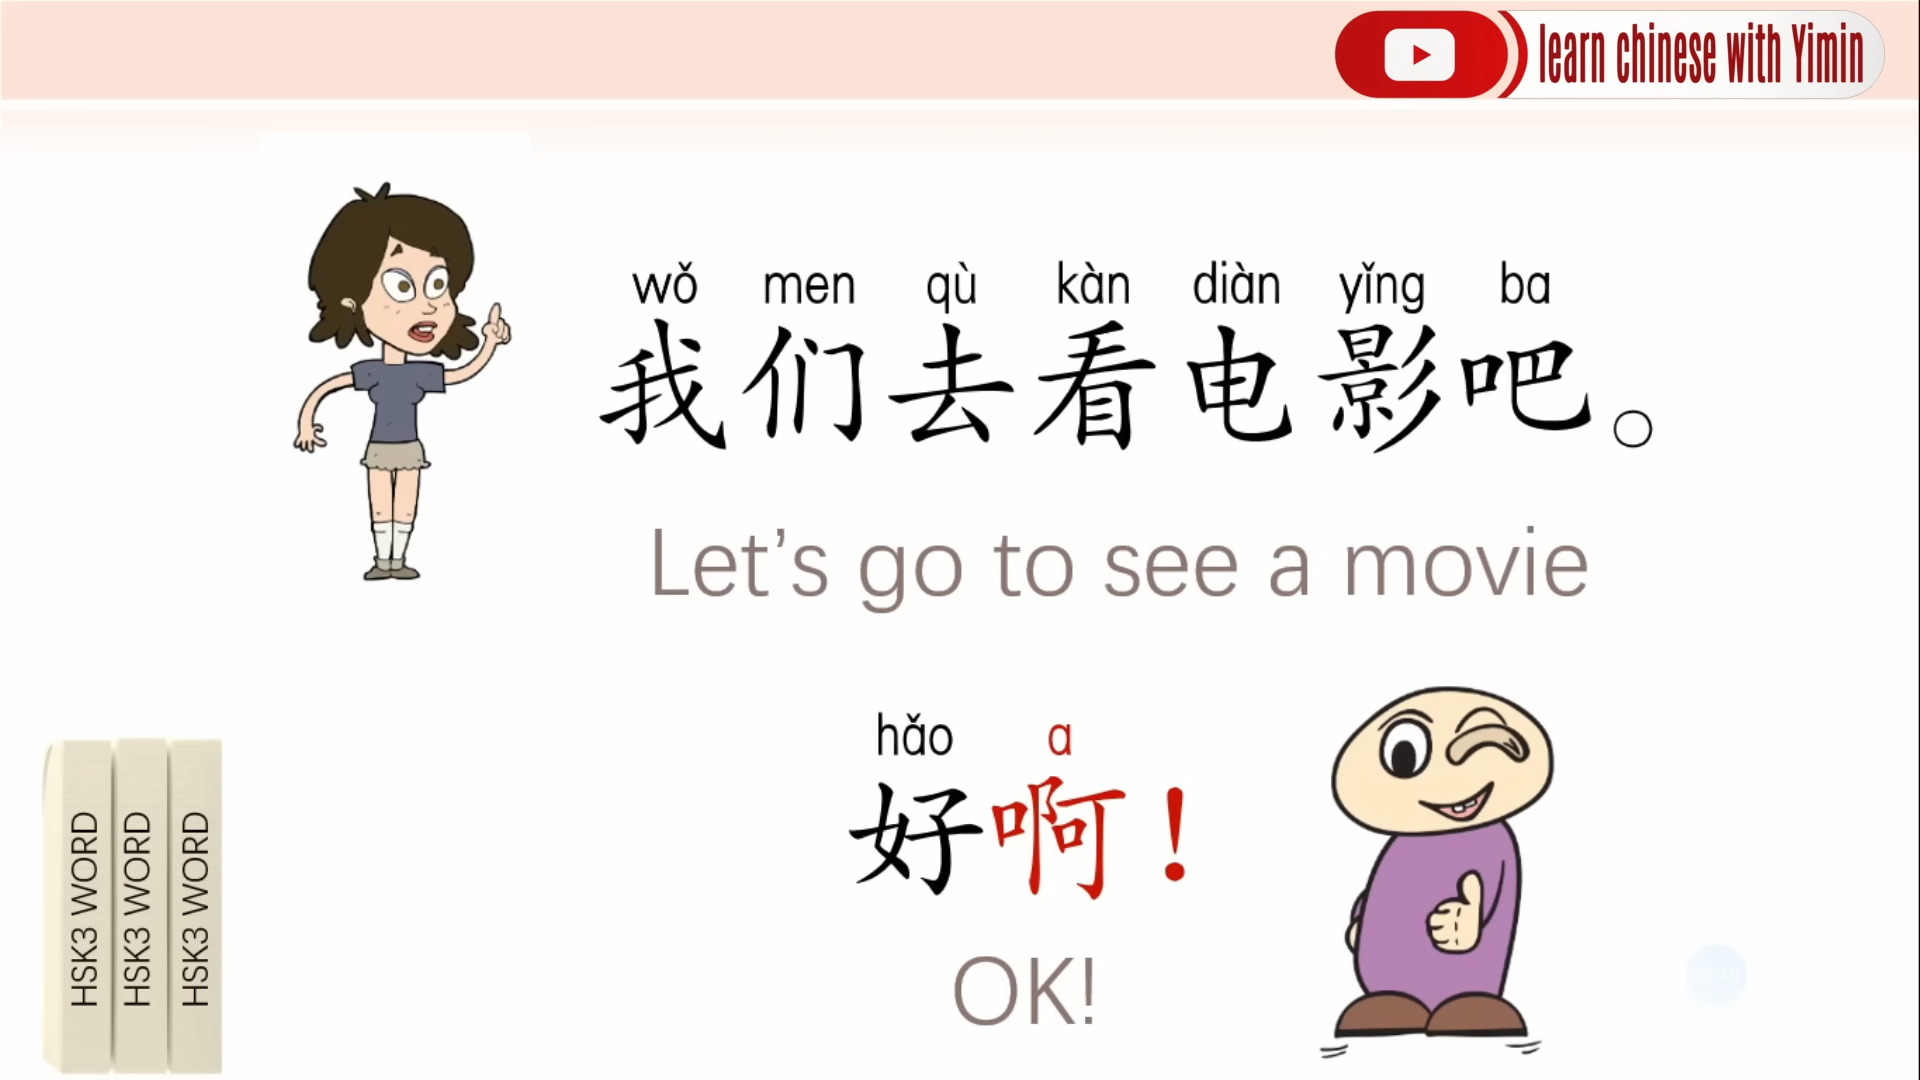 learn chinese with Yimin
wǒ men qù kàn diàn yǐng ba
我们去看电影吧。
Let's go to see a movie
hǎo a
好啊！
OK!
HSK3 WORD
HSK3 WORD
HSK3 WORD